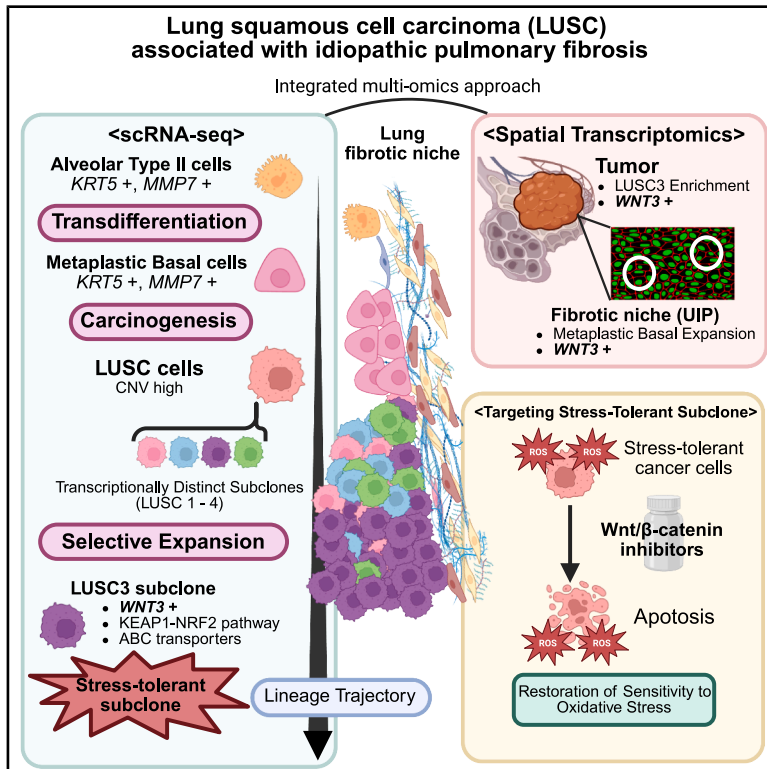 Lung squamous cell carcinoma (LUSC)
associated with idiopathic pulmonary fibrosis
Integrated multi-omics approach
<scRNA-seq>
Alveolar Type II cells
KRT5 +, MMP7 +
Transdifferentiation
Metaplastic Basal cells
KRT5 +, MMP7 +
Carcinogenesis
LUSC cells
CNV high
Transcriptionally Distinct Subclones
(LUSC 1 - 4)
Selective Expansion
LUSC3 subclone
• WNT3 +
• KEAP1-NRF2 pathway
• ABC transporters
Stress-tolerant
subclone
Lung
fibrotic niche
Lineage Trajectory
<Spatial Transcriptomics>
Tumor
• LUSC3 Enrichment
• WNT3 +
Fibrotic niche (UIP)
• Metaplastic Basal Expansion
• WNT3 +
<Targeting Stress-Tolerant Subclone>
ROS
ROS
Stress-tolerant
cancer cells
Wnt/β-catenin
inhibitors
Apotosis
ROS
ROS
Restoration of Sensitivity to
Oxidative Stress